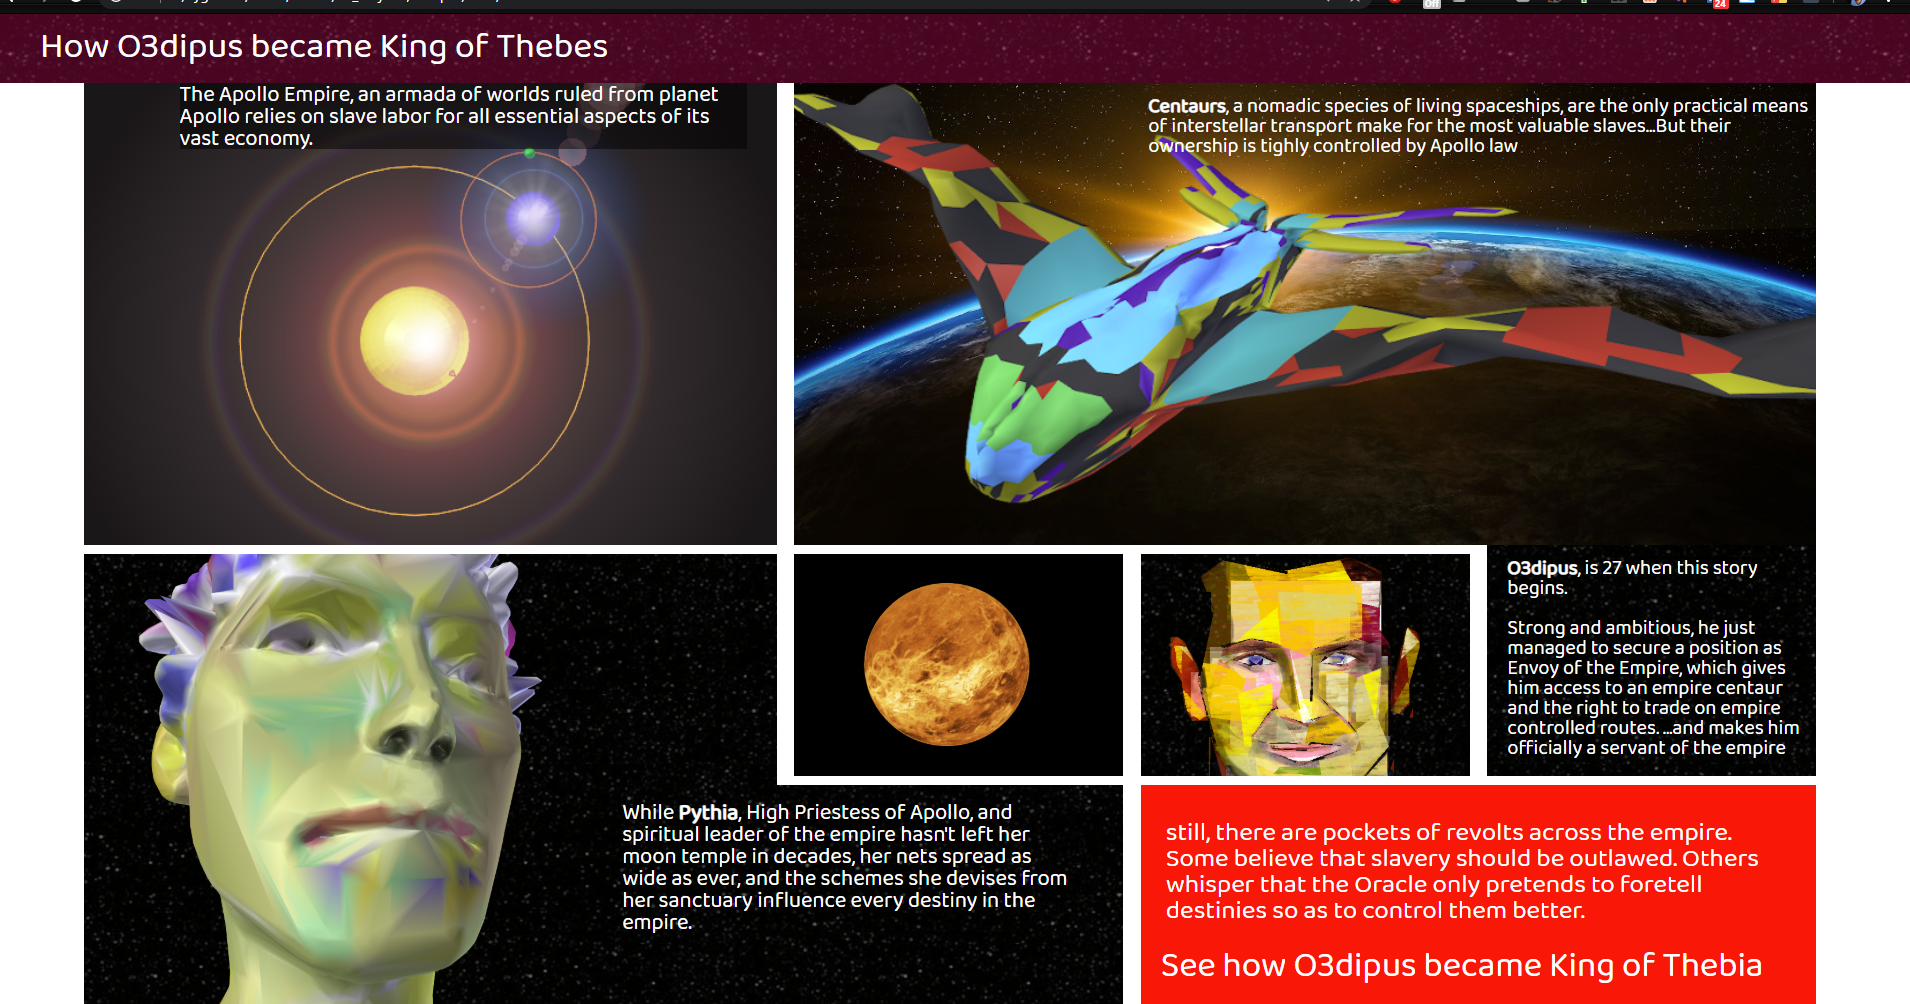 How O3dipus became King of Thebes
The Apollo Empire, an armada of worlds ruled from planet
Apollo relies on slave labor for all essential aspects of its
vast economy.
Centaurs, a nomadic species of living spaceships, are the only practical means
of interstellar transport make for the most valuable slaves...But their
ownership is tighly controlled by Apollo law
O3dipus, is 27 when this story
begins.
Strong and ambitious, he just
managed to secure a position as
Envoy of the Empire, which gives
him access to an empire centaur
and the right to trade on empire
controlled routes. ...and makes him
officially a servant of the empire
While Pythia, High Priestess of Apollo, and
spiritual leader of the empire hasn't left her
moon temple in decades, her nets spread as
wide as ever, and the schemes she devises from
her sanctuary influence every destiny in the
empire.
still, there are pockets of revolts across the empire.
Some believe that slavery should be outlawed. Others
whisper that the Oracle only pretends to foretell
destinies so as to control them better.
See how O3dipus became King of Thebia